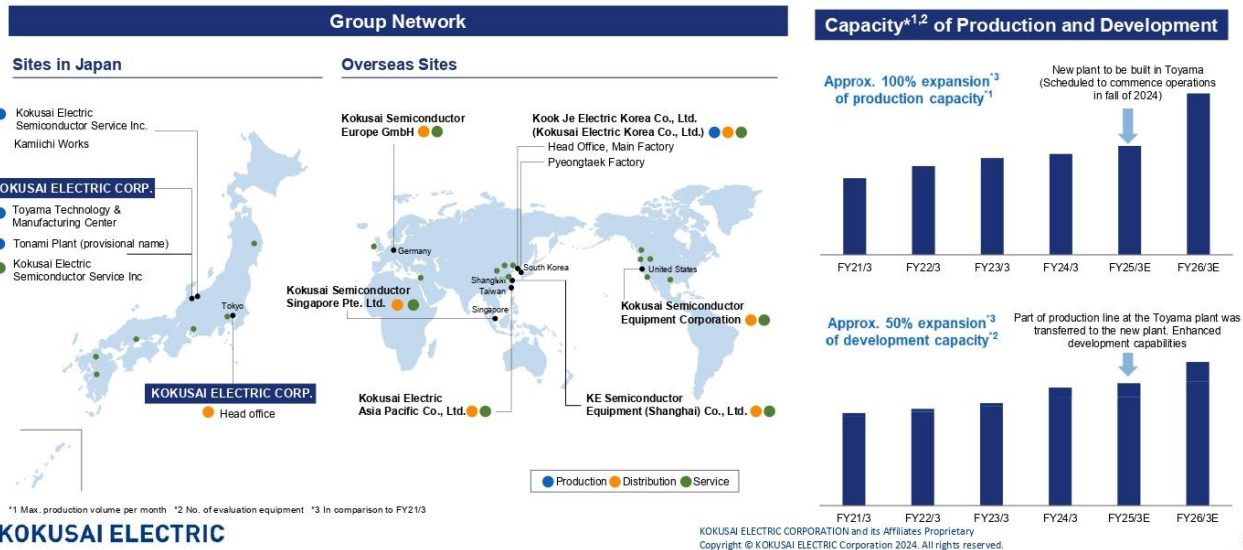 Group Network
Sites in Japan
Kokusai Electric
Semiconductor Service Inc.
Kamiichi Works
OKUSAI ELECTRIC CORP.
Toyama Technology &
Manufacturing Center
Tonami Plant (provisional name)
Kokusai Electric
Semiconductor Service Inc
Tokyo
KOKUSAI ELECTRIC CORP.
Head office
Overseas Sites
Kokusai Semiconductor
Europe GmbH
Kook Je Electric Korea Co., Ltd.
(Kokusai Electric Korea Co., Ltd.)
Head Office, Main Factory
Pyeongtaek Factory
Germany
South Korea
Shanghai
Taiwan
Singapore
United States
Kokusai Semiconductor
Singapore Pte. Ltd.
Kokusai Semiconductor
Equipment Corporation
Kokusai Electric
Asia Pacific Co., Ltd.
KE Semiconductor
Equipment (Shanghai) Co., Ltd.
Production Distribution Service
Capacity*1,2 of Production and Development
Approx. 100% expansion*3
of production capacity*1
New plant to be built in Toyama
(Scheduled to commence operations
in fall of 2024)
FY21/3 FY22/3 FY23/3 FY24/3 FY25/3E FY26/3E
Approx. 50% expansion*3
of development capacity*2
Part of production line at the Toyama plant was
transferred to the new plant. Enhanced
development capabilities
FY21/3 FY22/3 FY23/3 FY24/3 FY25/3E FY26/3E
*1 Max. production volume per month *2 No. of evaluation equipment *3 In comparison to FY21/3
KOKUSAI ELECTRIC
KOKUSAI ELECTRIC CORPORATION and its Affiliates Proprietary
Copyright © KOKUSAI ELECTRIC Corporation 2024. All rights reserved.